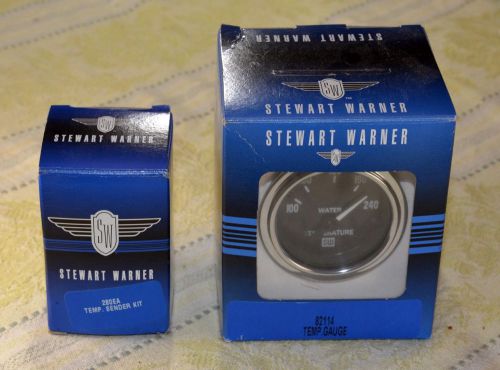 STEWART WARNER
SW
STEWART WARNER
280EA
TEMP. SENDER KIT
STEWART WARNER
SW
STEWART WARNER
STEWART WARNER
100
WATER
240
TEMPERATURE
SW
82114
TEMP. GAUGE